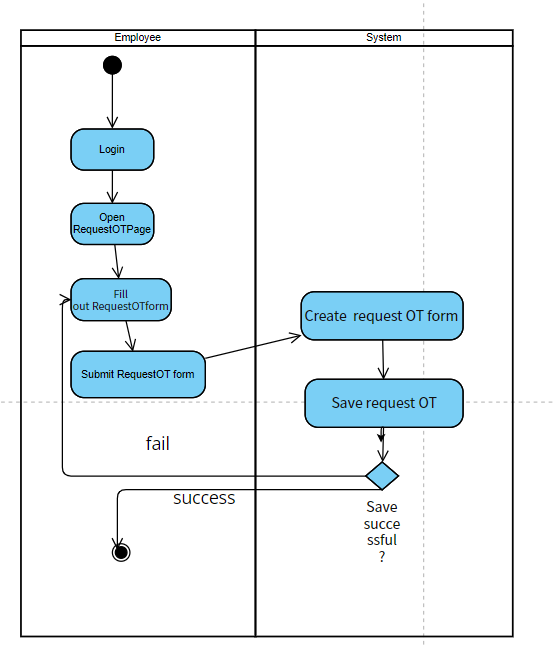 Employee
System
Login
Open
RequestOTPage
Fill
out RequestOTform
Create  request OT form
Submit RequestOT form
Save request OT
fail
success
Save
succe
ssful
?